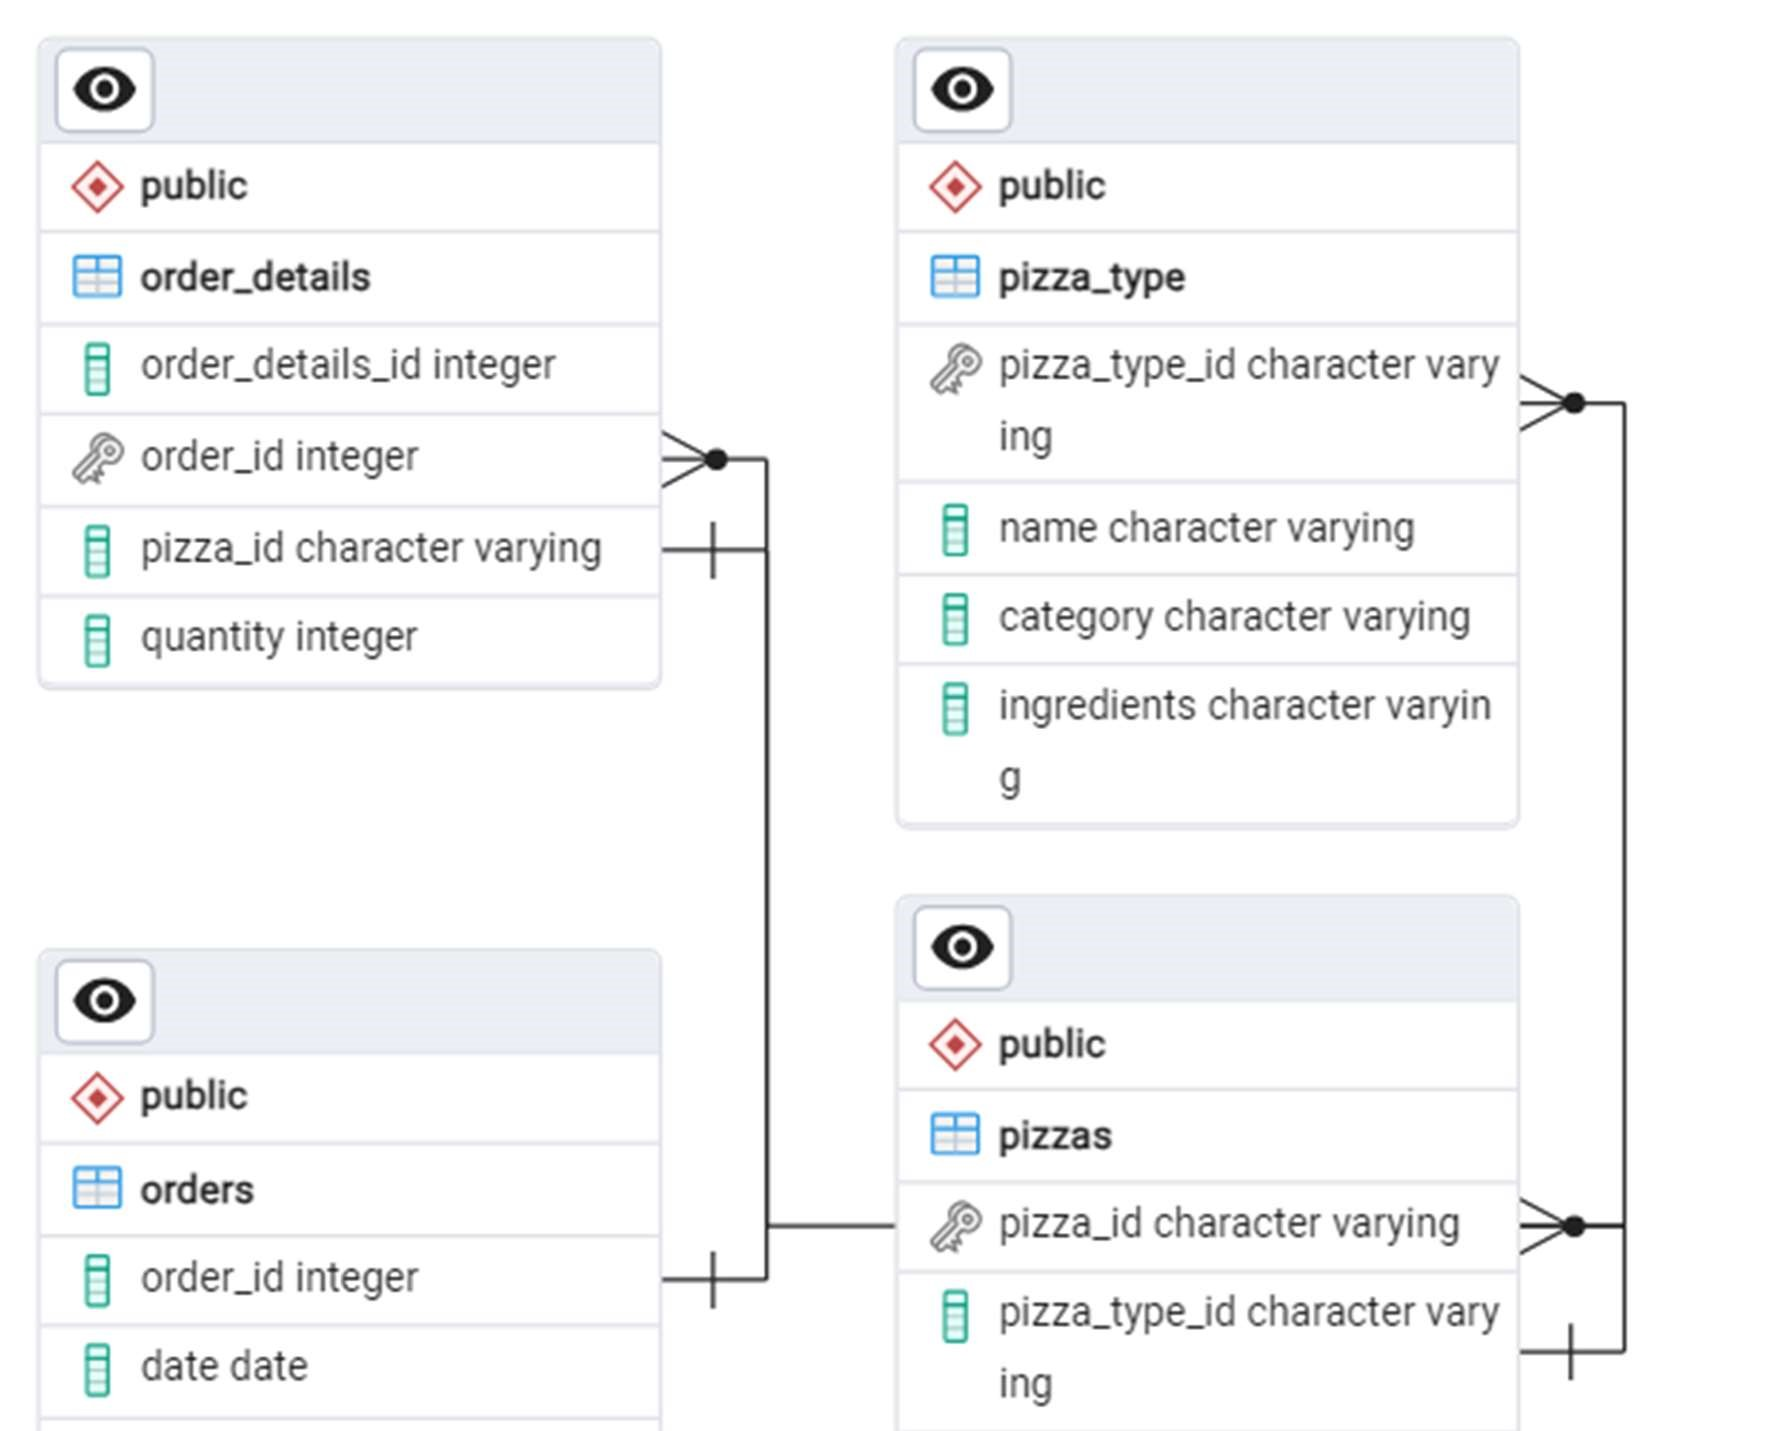 public
order_details
order_details_id integer
order_id integer
pizza_id character varying
quantity integer
public
pizza_type
pizza_type_id character vary
ing
name character varying
category character varying
ingredients character varyin
g
public
orders
order_id integer
date date
public
pizzas
pizza_id character varying
pizza_type_id character vary
ing